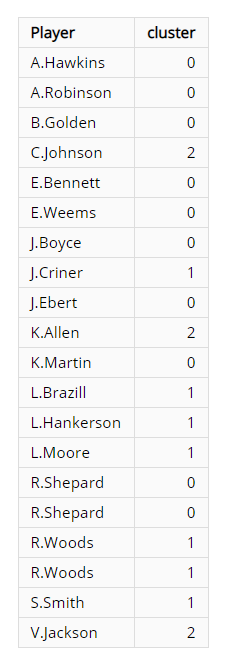 Player cluster
A.Hawkins 0
A.Robinson 0
B.Golden 0
C.Johnson 2
E.Bennett 0
E.Weems 0
J.Boyce 0
J.Criner 1
J.Ebert 0
K.Allen 2
K.Martin 0
L.Brazill 1
L.Hankerson 1
L.Moore 1
R.Shepard 0
R.Shepard 0
R.Woods 1
R.Woods 1
S.Smith 1
V.Jackson 2